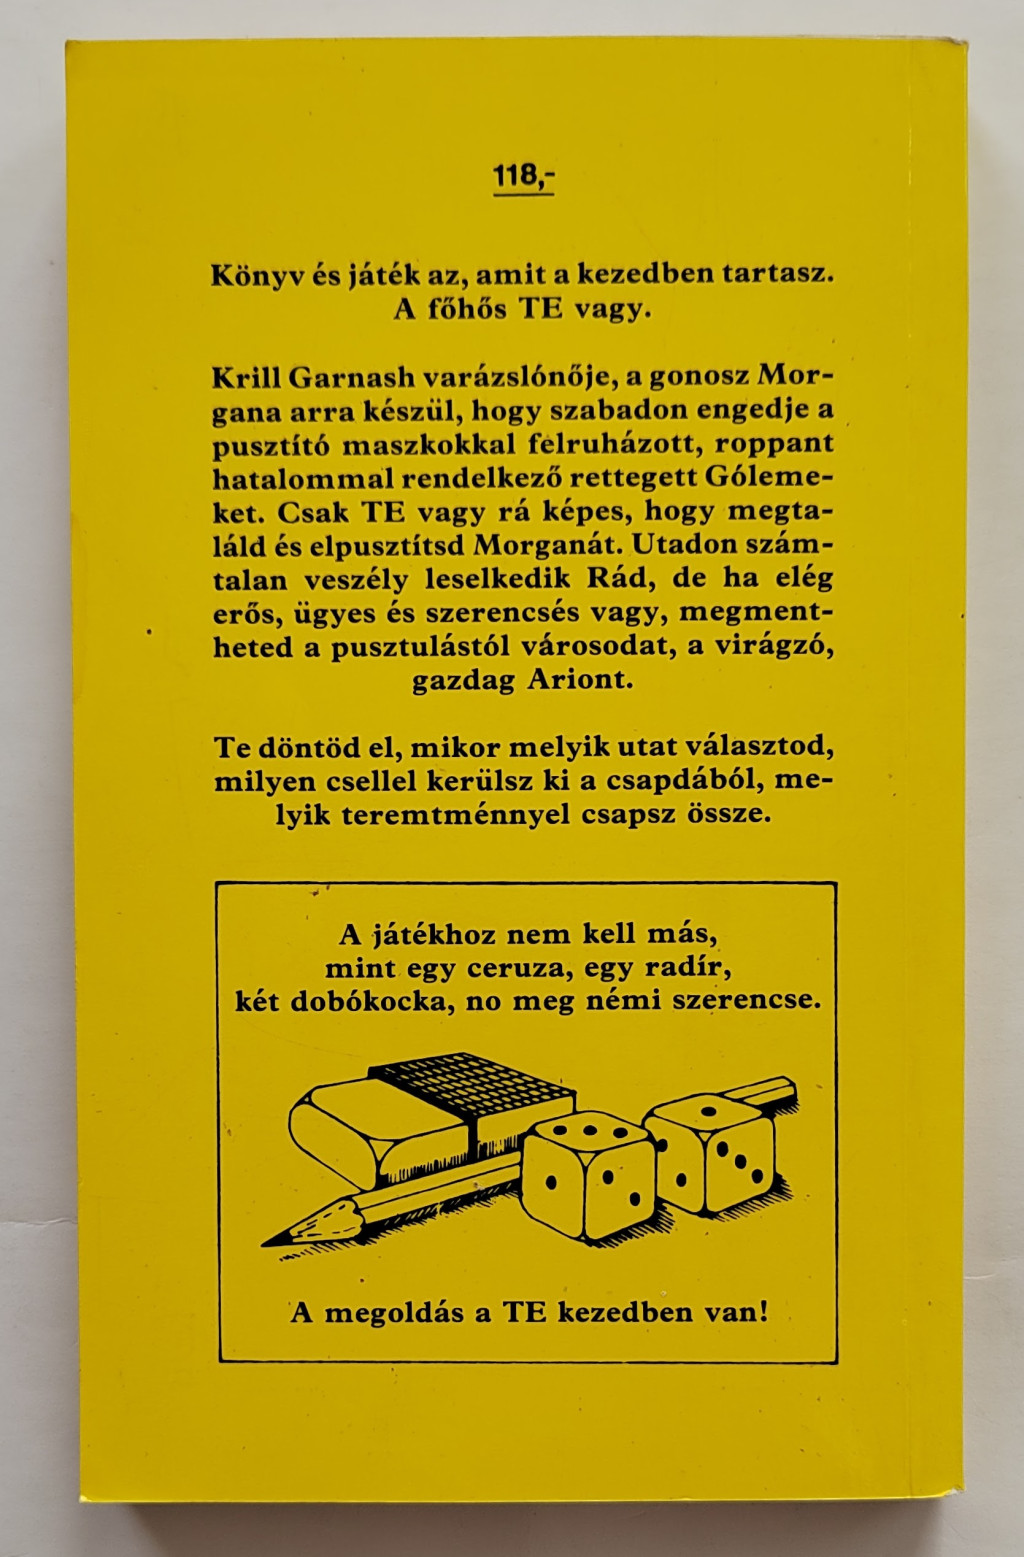 118,-
Könyv és játék az, amit a kezedben tartasz.
A főhős TE vagy.
Krill Garnash varázslónője, a gonosz Mor-
gana arra készül, hogy szabadon engedje a
pusztító maszkokkal felruházott, roppant
hatalommal rendelkező rettegett Góleme-
ket. Csak TE vagy rá képes, hogy megta-
láld és elpusztítsd Morganát. Utadon szám-
talan veszély leselkedik Rád, de ha elég
erős, ügyes és szerencsés vagy, megment-
heted a pusztulástól városodat, a virágzó,
gazdag Ariont.
Te döntöd el, mikor melyik utat választod,
milyen csellel kerülsz ki a csapdából, me-
lyik teremtménnyel csapsz össze.
A játékhoz nem kell más,
mint egy ceruza, egy radír,
két dobókocka, no meg némi szerencse.
A megoldás a TE kezedben van!